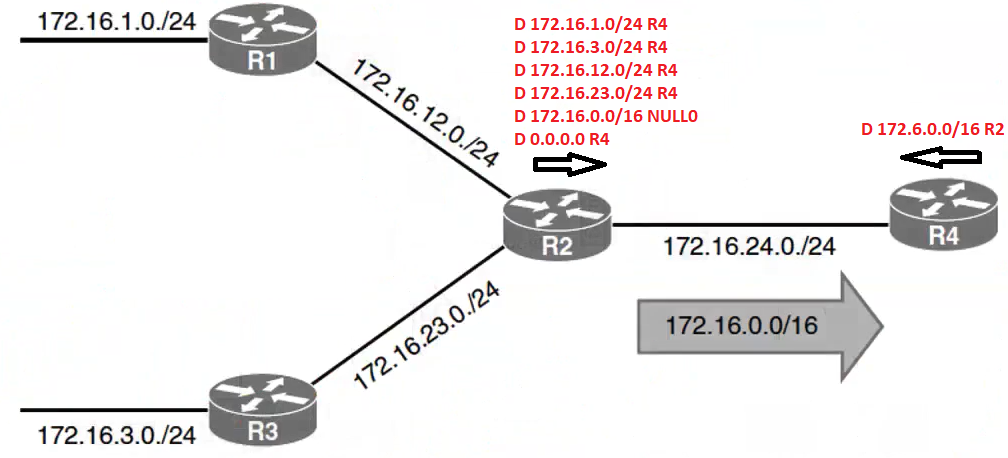 172.16.1.0./24
R1
172.16.12.0./24
D 172.16.1.0/24 R4
D 172.16.3.0/24 R4
D 172.16.12.0/24 R4
D 172.16.23.0/24 R4
D 172.16.0.0/16 NULL0
D 0.0.0.0 R4
D 172.6.0.0/16 R2
R2
R4
172.16.24.0./24
172.16.0.0/16
172.16.23.0./24
R3
172.16.3.0./24